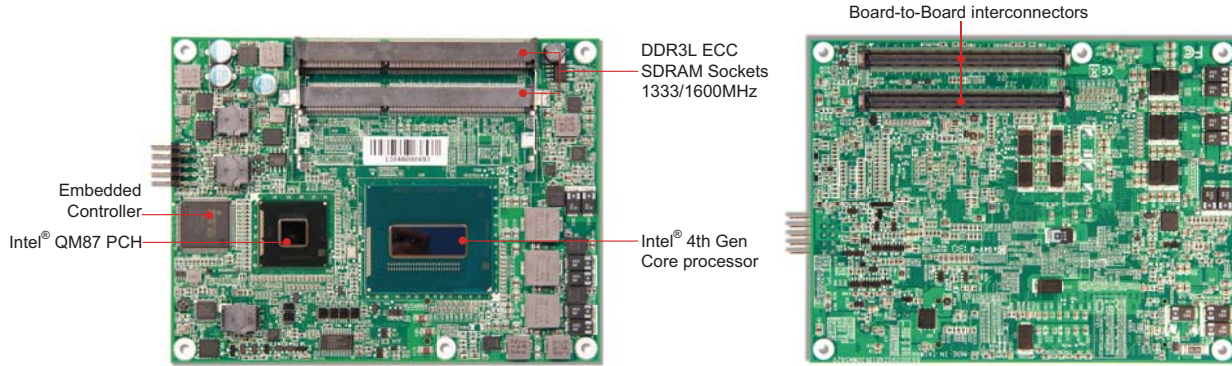 Board-to-Board interconnectors
DDR3L ECC
SDRAM Sockets
1333/1600MHz
Embedded
Controller
Intel® QM87 PCH
Intel® 4th Gen
Core processor